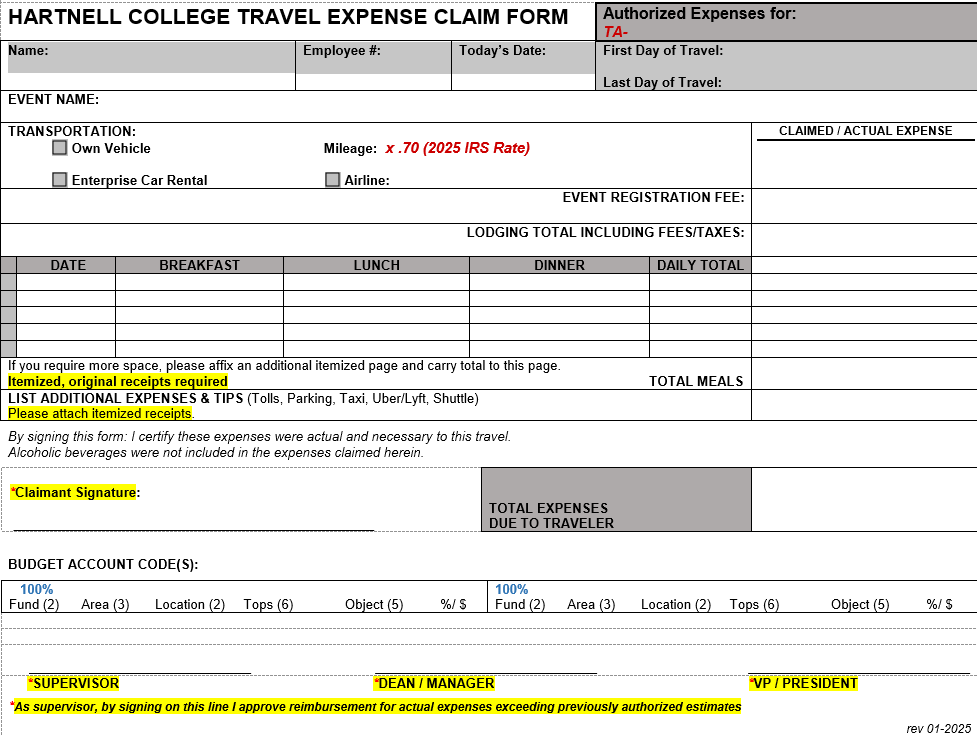 HARTNELL COLLEGE TRAVEL EXPENSE CLAIM FORM
Authorized Expenses for:
TA-
Name:
Employee #:
Today's Date:
First Day of Travel:
Last Day of Travel:
EVENT NAME:
TRANSPORTATION:
CLAIMED / ACTUAL EXPENSE
Own Vehicle
Mileage: x .70 (2025 IRS Rate)
Enterprise Car Rental
Airline:
EVENT REGISTRATION FEE:
LODGING TOTAL INCLUDING FEES/TAXES:
DATE BREAKFAST LUNCH DINNER DAILY TOTAL
If you require more space, please affix an additional itemized page and carry total to this page.
Itemized, original receipts required
TOTAL MEALS
LIST ADDITIONAL EXPENSES & TIPS (Tolls, Parking, Taxi, Uber/Lyft, Shuttle)
Please attach itemized receipts.
By signing this form: I certify these expenses were actual and necessary to this travel.
Alcoholic beverages were not included in the expenses claimed herein.
*Claimant Signature:
TOTAL EXPENSES
DUE TO TRAVELER
BUDGET ACCOUNT CODE(S):
100% 100%
Fund (2) Area (3) Location (2) Tops (6) Object (5) %/ $ Fund (2) Area (3) Location (2) Tops (6) Object (5) %/ $
*SUPERVISOR *DEAN / MANAGER *VP / PRESIDENT
*As supervisor, by signing on this line I approve reimbursement for actual expenses exceeding previously authorized estimates
rev 01-2025